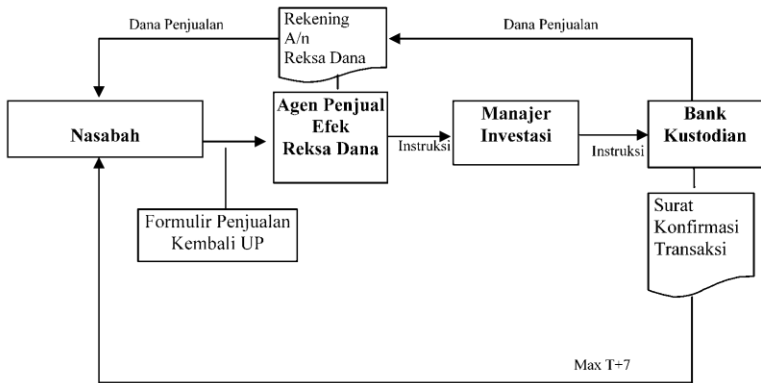 Dana Penjualan
Rekening
A/n
Reksa Dana
Dana Penjualan
Nasabah
Agen Penjual
Efek
Reksa Dana
Instruksi
Manajer
Investasi
Instruksi
Bank
Kustodian
Formulir Penjualan
Kembali UP
Surat
Konfirmasi
Transaksi
Max T+7